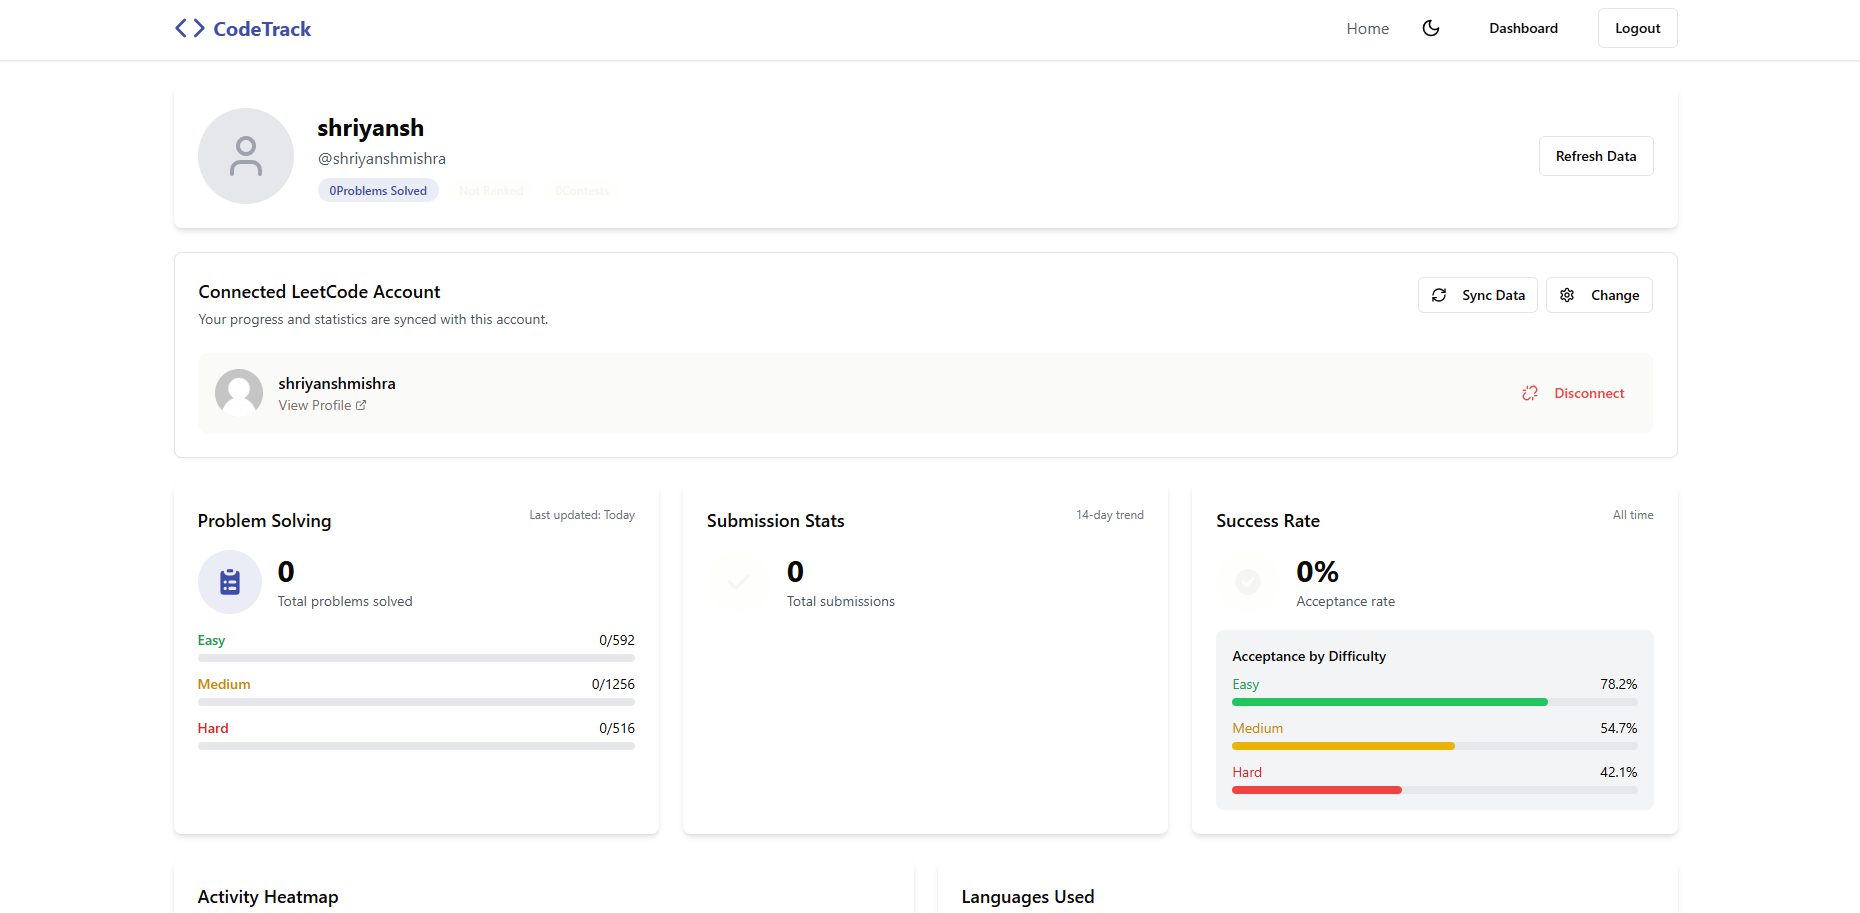 CodeTrack
Home
Dashboard
Logout
shriyansh
@shriyanshmishra
0Problems Solved
Not Ranked
0Contests
Refresh Data
Connected LeetCode Account
Your progress and statistics are synced with this account.
Sync Data
Change
shriyanshmishra
View Profile
Disconnect
Problem Solving
Last updated: Today
0
Total problems solved
Easy 0/592
Medium 0/1256
Hard 0/516
Submission Stats
14-day trend
0
Total submissions
Success Rate
All time
0%
Acceptance rate
Acceptance by Difficulty
Easy 78.2%
Medium 54.7%
Hard 42.1%
Activity Heatmap
Languages Used